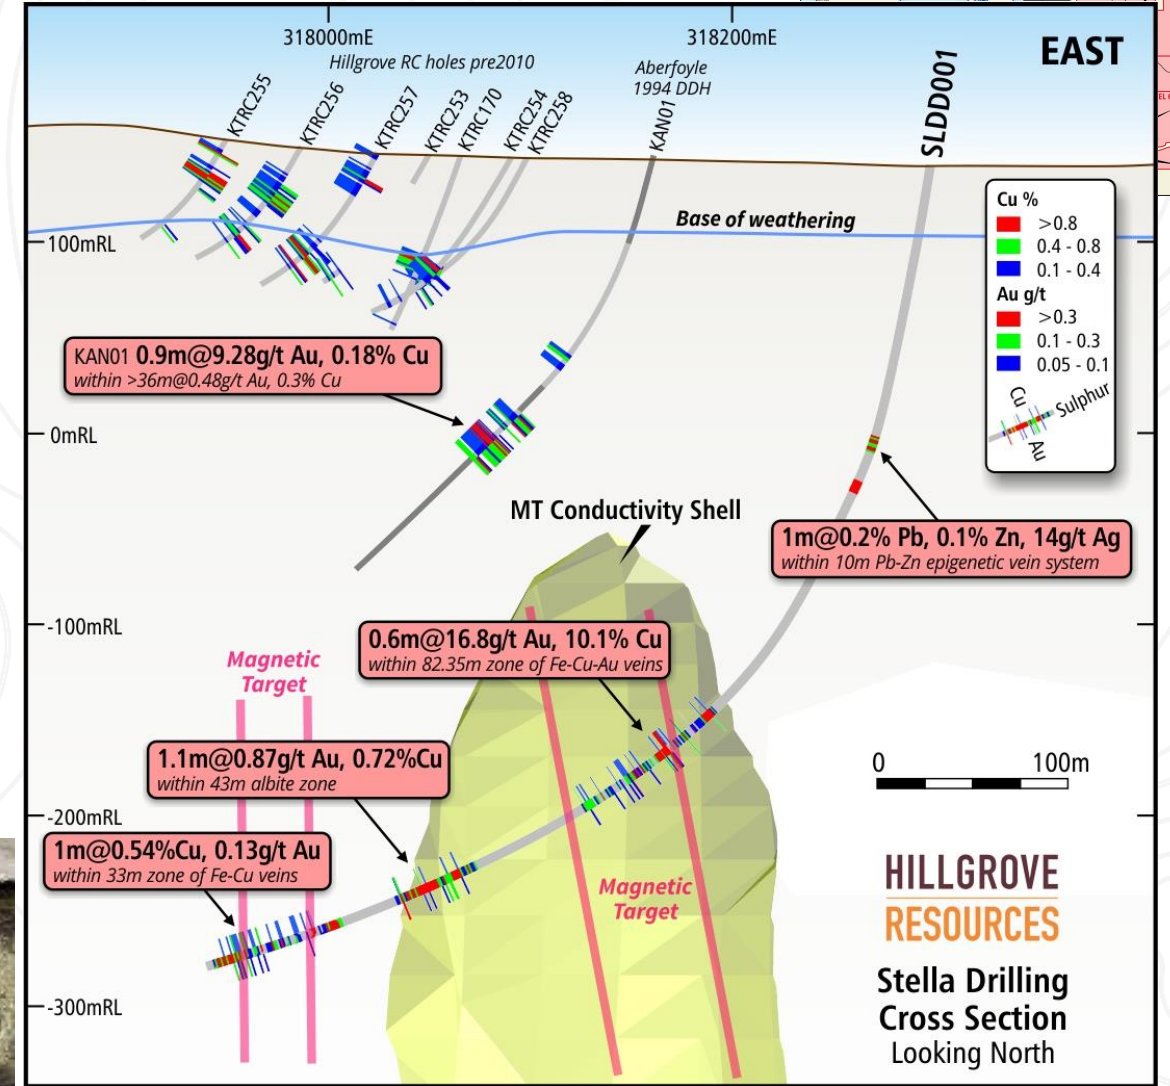 318000mE
318200mE
EAST
Hillgrove RC holes pre2010
Aberfoyle
1994 DDH
KTRC255
KTRC256
KTRC257
KTRC253
KTRC170
KTRC254
KTRC258
KAN01
SLDD001
Base of weathering
100mRL
Cu %
>0.8
0.4 - 0.8
0.1 - 0.4
Au g/t
>0.3
0.1 - 0.3
0.05 - 0.1
Cu
Sulphur
Au
KAN01 0.9m@9.28g/t Au, 0.18% Cu
within >36m@0.48g/t Au, 0.3% Cu
0mRL
MT Conductivity Shell
1m@0.2% Pb, 0.1% Zn, 14g/t Ag
within 10m Pb-Zn epigenetic vein system
-100mRL
0.6m@16.8g/t Au, 10.1% Cu
within 82.35m zone of Fe-Cu-Au veins
Magnetic
Target
1.1m@0.87g/t Au, 0.72%Cu
within 43m albite zone
0 100m
-200mRL
1m@0.54%Cu, 0.13g/t Au
within 33m zone of Fe-Cu veins
Magnetic
Target
HILLGROVE
RESOURCES
Stella Drilling
Cross Section
Looking North
-300mRL